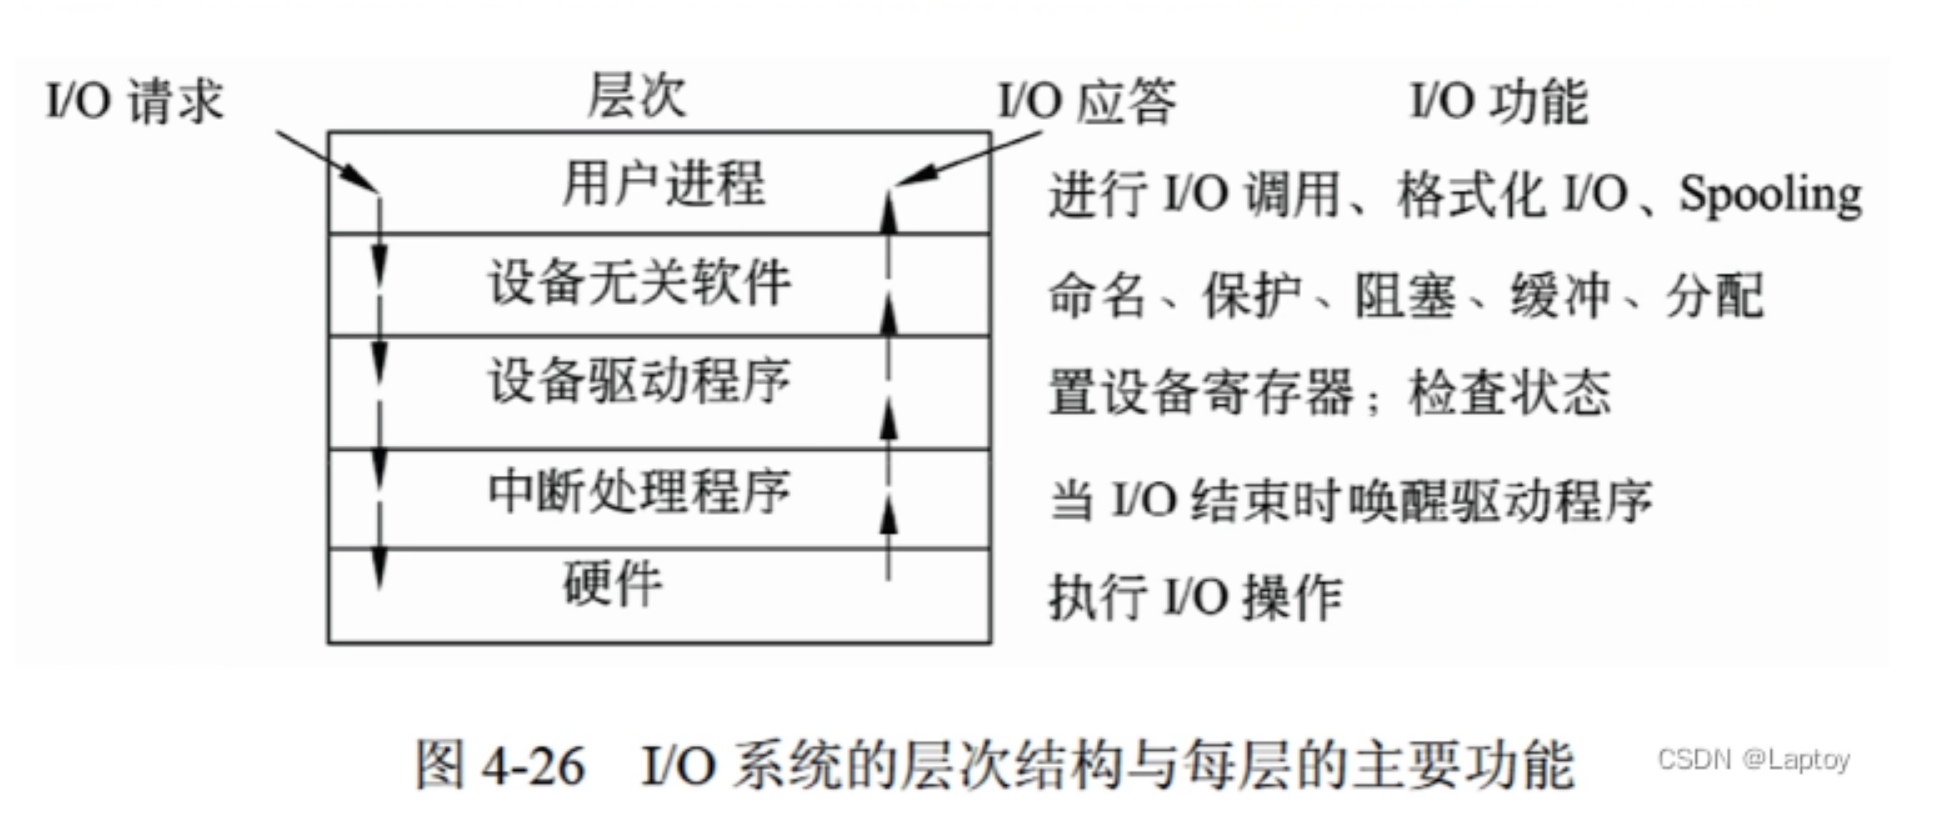 I/O 请求 层次 I/O 应答 I/O 功能
用户进程 进行 I/O 调用、格式化 I/O、Spooling
设备无关软件 命名、保护、阻塞、缓冲、分配
设备驱动程序 置设备寄存器；检查状态
中断处理程序 当 I/O 结束时唤醒驱动程序
硬件 执行 I/O 操作
图 4-26 I/O 系统的层次结构与每层的主要功能
CSDN @Laptoy